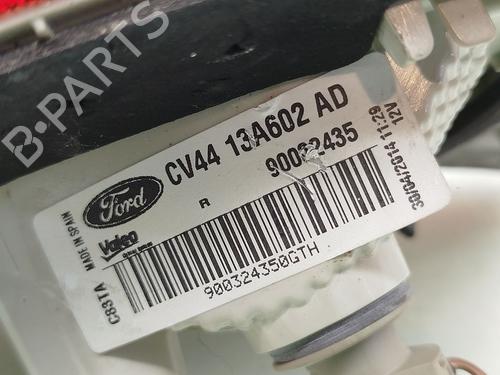 CV44 13A602 AD
90032435
R
Ford
Valeo
MADE IN SPAIN
C83TA
900324350GTH
30/04/2014 11:29
12V
B-PARTS